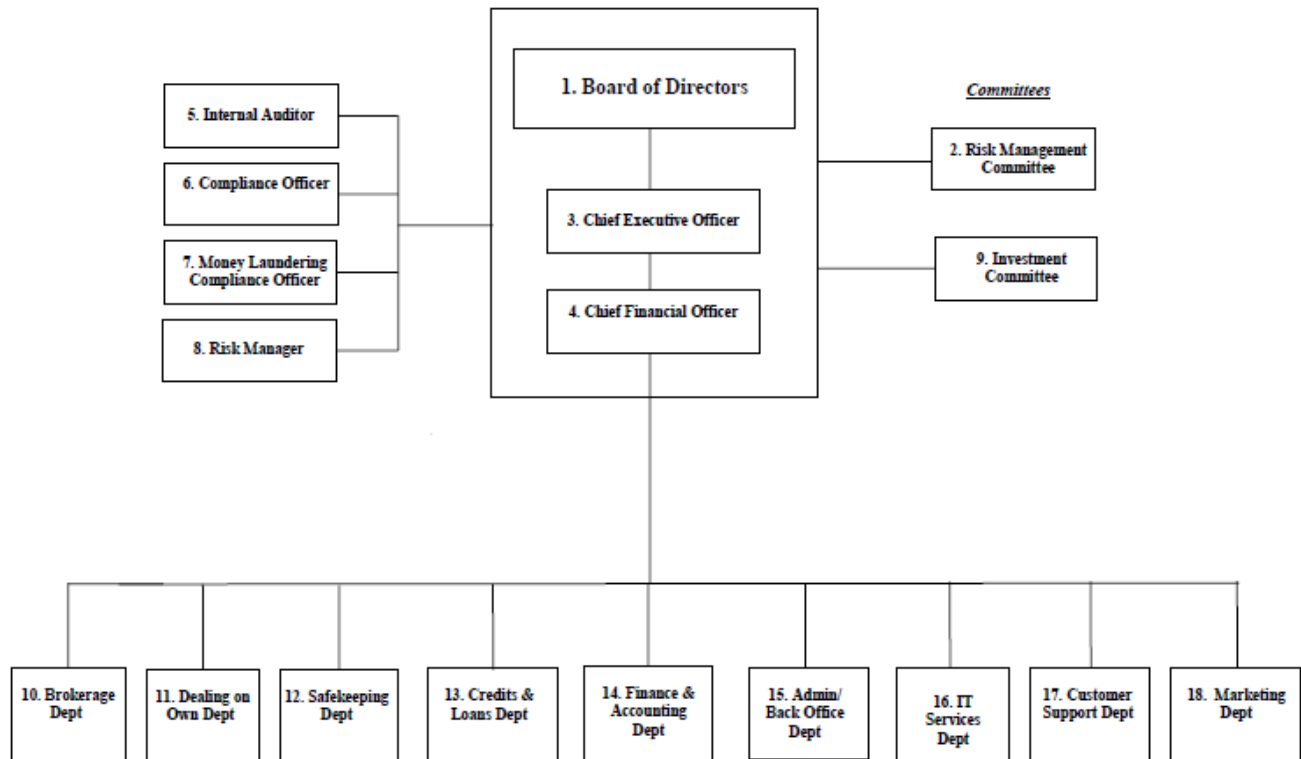 1. Board of Directors
Committees
5. Internal Auditor
2. Risk Management
Committee
6. Compliance Officer
3. Chief Executive Officer
7. Money Laundering
Compliance Officer
9. Investment
Committee
4. Chief Financial Officer
8. Risk Manager
10. Brokerage
Dept
11. Dealing on
Own Dept
12. Safekeeping
Dept
13. Credits &
Loans Dept
14. Finance &
Accounting
Dept
15. Admin/
Back Office
Dept
16. IT
Services
Dept
17. Customer
Support Dept
18. Marketing
Dept